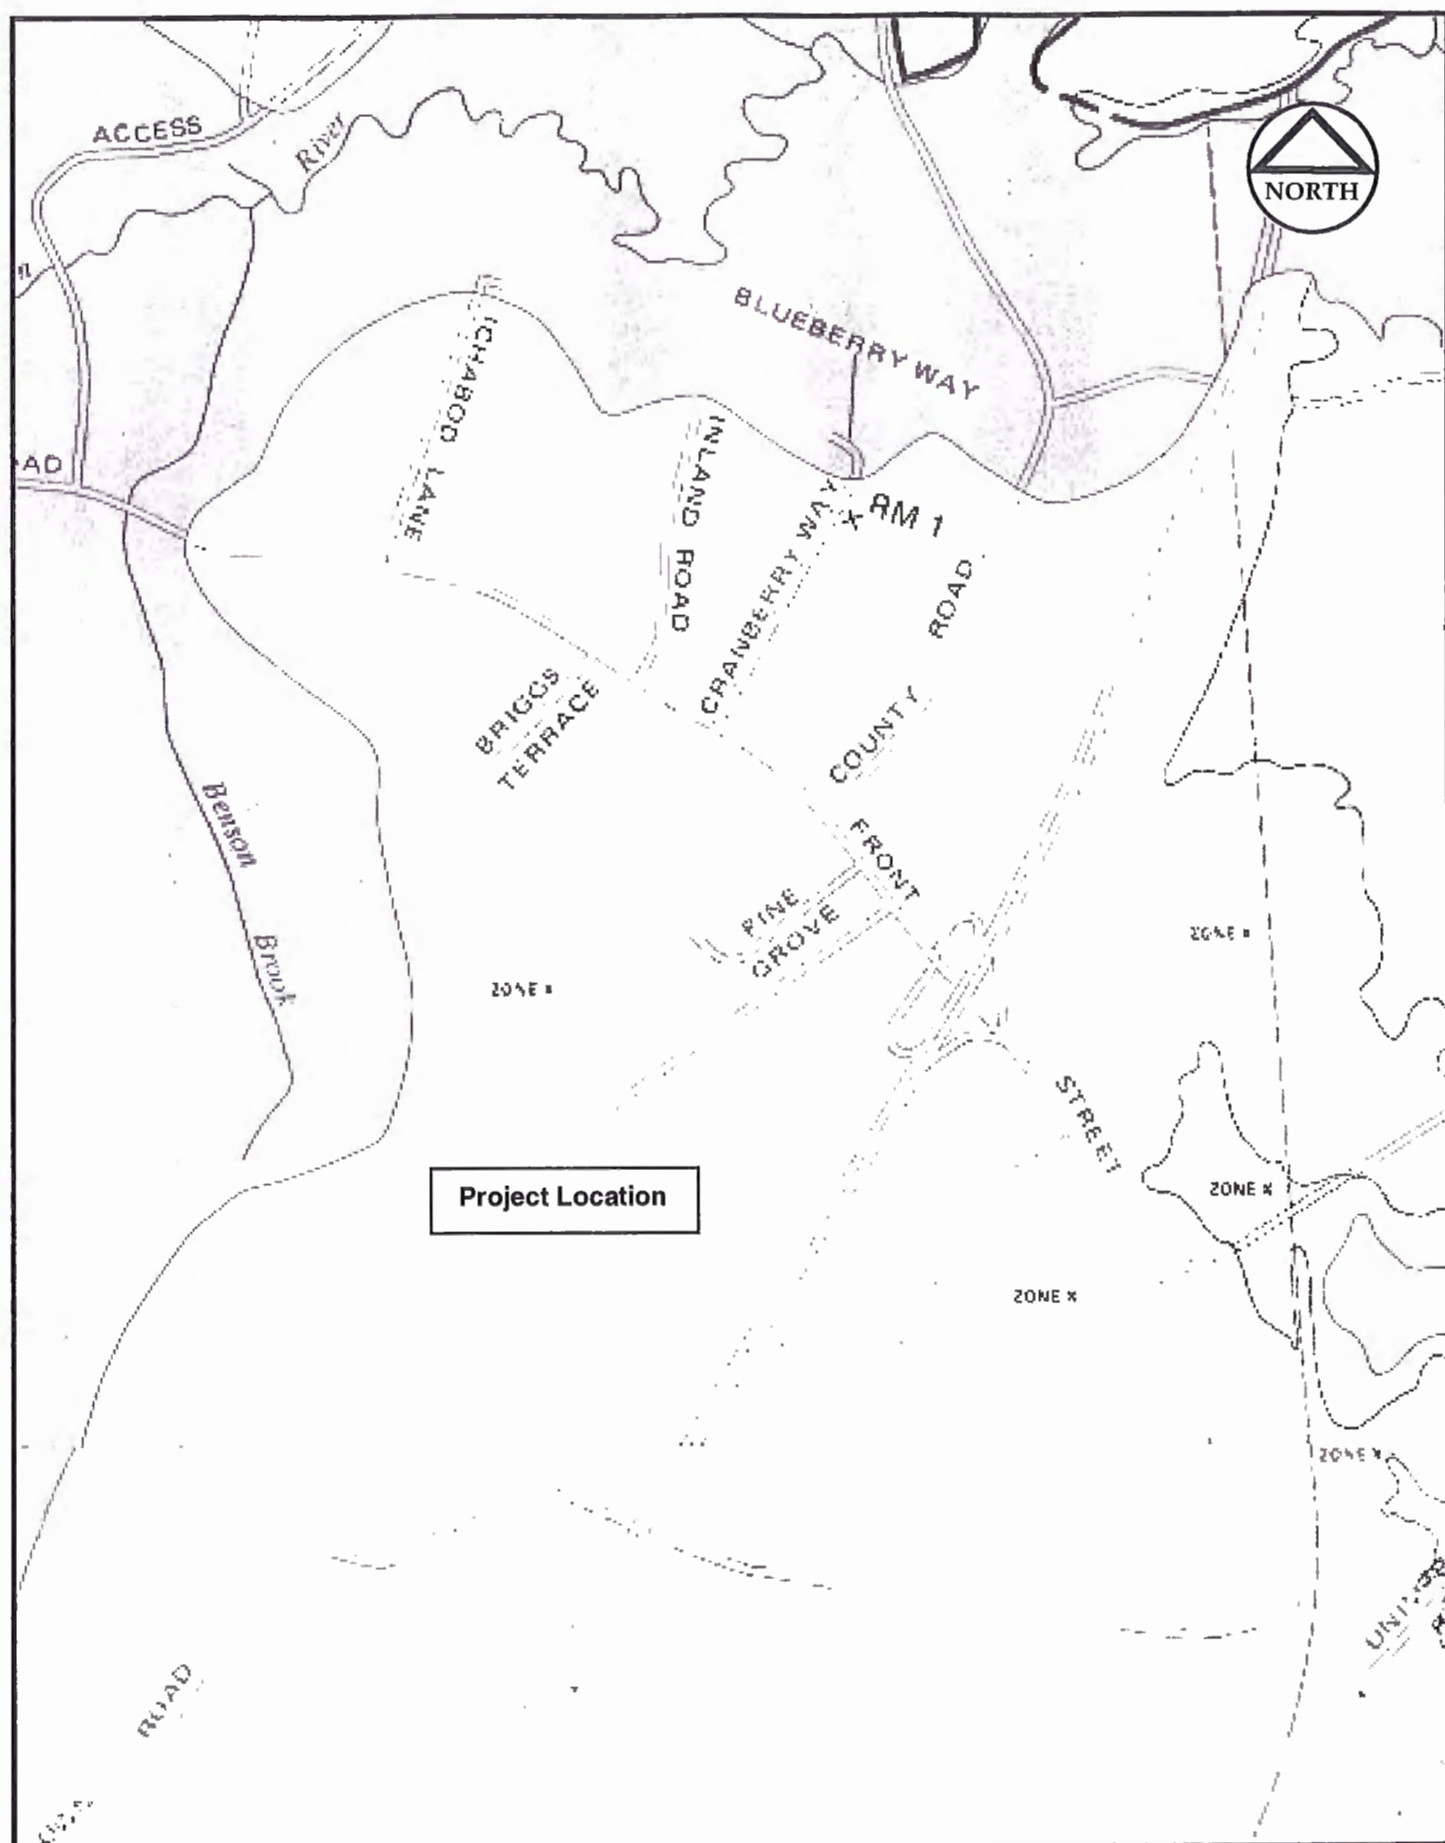 ACCESS
River
NORTH
BLUEBERRY WAY
ICHABOD LANE
INLAND ROAD
AD
CRANBERRY WAY
RM 1
COUNTY ROAD
BRIGGS
TERRACE
Benson Brook
FRONT STREET
PINE
GROVE
ZONE X
ZONE X
ZONE X
Project Location
ZONE X
ZONE X
ROAD